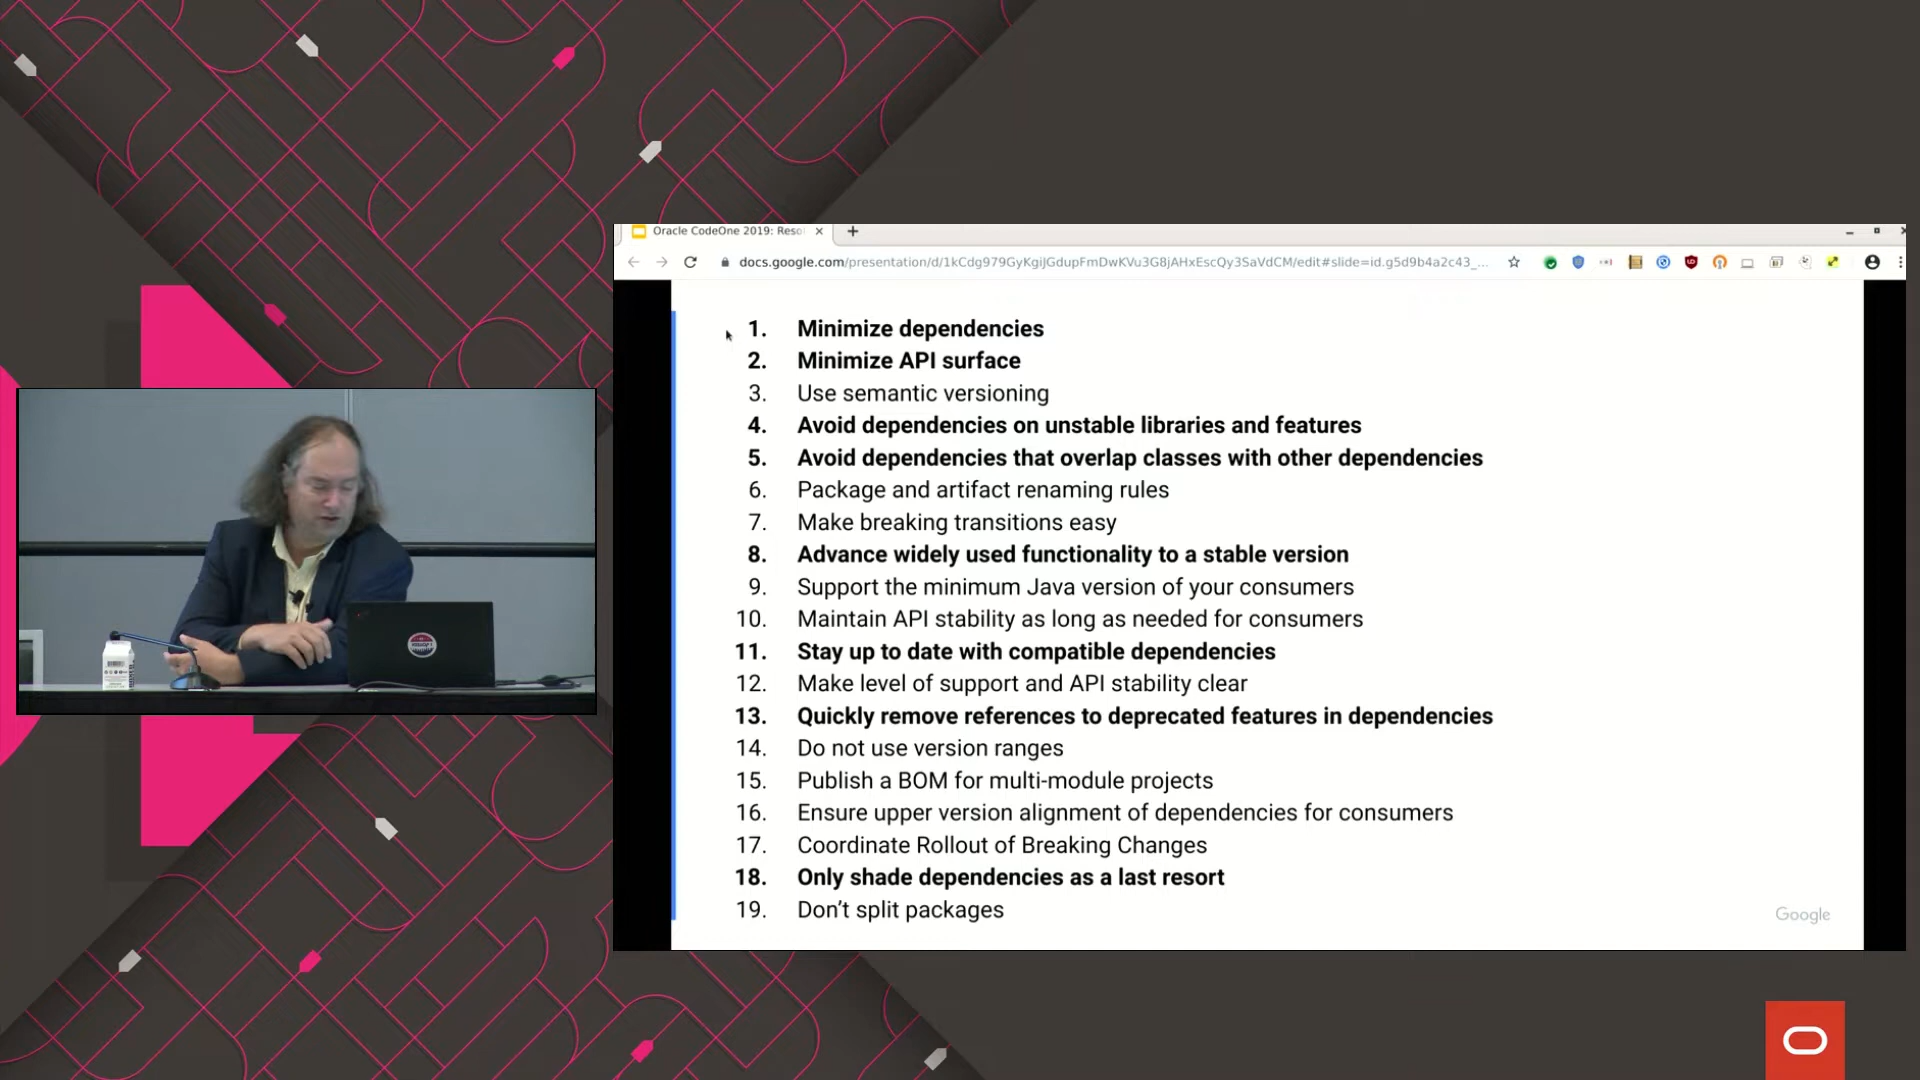 Oracle CodeOne 2019: Reso
docs.google.com/presentation/d/1kCdg979GyKgiJGdupFmDwKVu3G8jAHxEscQy3SaVdCM/edit#slide=id.g5d9b4a2c43_...
1. Minimize dependencies
2. Minimize API surface
3. Use semantic versioning
4. Avoid dependencies on unstable libraries and features
5. Avoid dependencies that overlap classes with other dependencies
6. Package and artifact renaming rules
7. Make breaking transitions easy
8. Advance widely used functionality to a stable version
9. Support the minimum Java version of your consumers
10. Maintain API stability as long as needed for consumers
11. Stay up to date with compatible dependencies
12. Make level of support and API stability clear
13. Quickly remove references to deprecated features in dependencies
14. Do not use version ranges
15. Publish a BOM for multi-module projects
16. Ensure upper version alignment of dependencies for consumers
17. Coordinate Rollout of Breaking Changes
18. Only shade dependencies as a last resort
19. Don’t split packages
Google